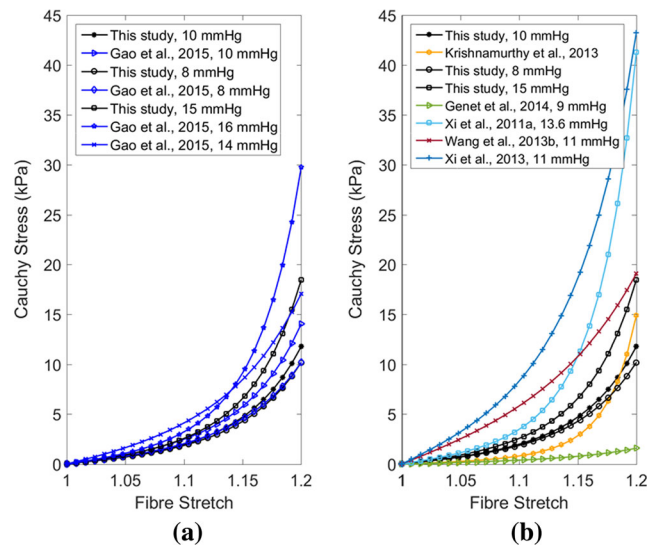 45
40
35
30
25
20
15
10
5
0
Cauchy Stress (kPa)
This study, 10 mmHg
Gao et al., 2015, 10 mmHg
This study, 8 mmHg
Gao et al., 2015, 8 mmHg
This study, 15 mmHg
Gao et al., 2015, 16 mmHg
Gao et al., 2015, 14 mmHg
1 1.05 1.1 1.15 1.2
Fibre Stretch
(a)
45
40
35
30
25
20
15
10
5
0
Cauchy Stress (kPa)
This study, 10 mmHg
Krishnamurthy et al., 2013
This study, 8 mmHg
This study, 15 mmHg
Genet et al., 2014, 9 mmHg
Xi et al., 2011a, 13.6 mmHg
Wang et al., 2013b, 11 mmHg
Xi et al., 2013, 11 mmHg
1 1.05 1.1 1.15 1.2
Fibre Stretch
(b)